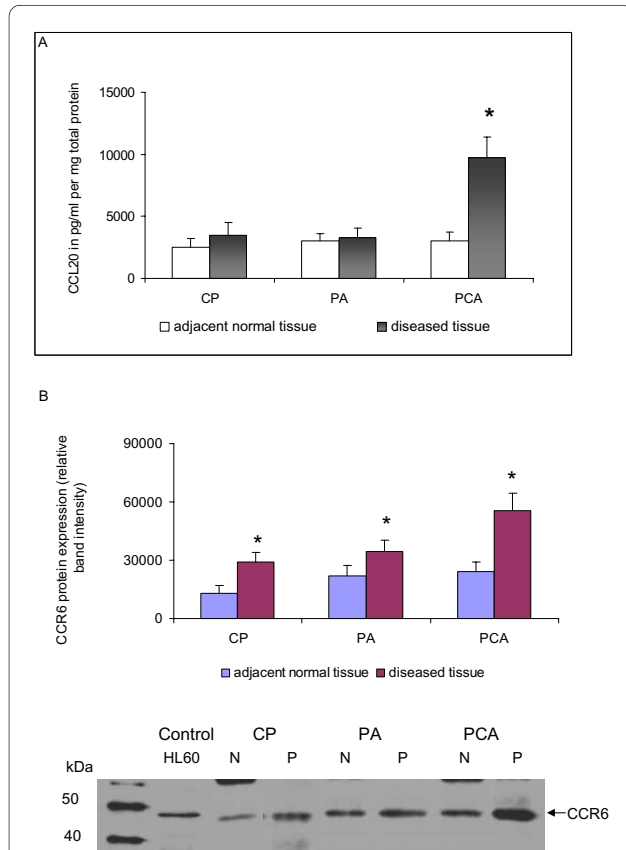 A
CCL20 in pg/ml per mg total protein
15000
10000
5000
0
*
CP PA PCA
adjacent normal tissue diseased tissue
B
CCR6 protein expression (relative
band intensity)
90000
60000
30000
0
* * *
CP PA PCA
adjacent normal tissue diseased tissue
Control CP PA PCA
HL60 N P N P N P
kDa
50
40
CCR6